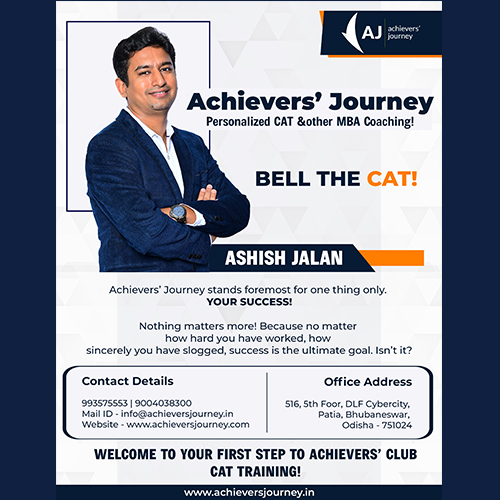 AJ achievers'
journey
Achievers' Journey
Personalized CAT &other MBA Coaching!
BELL THE CAT!
ASHISH JALAN
Achievers' Journey stands foremost for one thing only.
YOUR SUCCESS!
Nothing matters more! Because no matter
how hard you have worked, how
sincerely you have slogged, success is the ultimate goal. Isn't it?
Contact Details
993575553 | 9004038300
Mail ID - info@achieversjourney.in
Website - www.achieversjourney.com
Office Address
516, 5th Foor, DLF Cybercity,
Patia, Bhubaneswar,
Odisha - 751024
WELCOME TO YOUR FIRST STEP TO ACHIEVERS' CLUB
CAT TRAINING!
www.achieversjourney.in